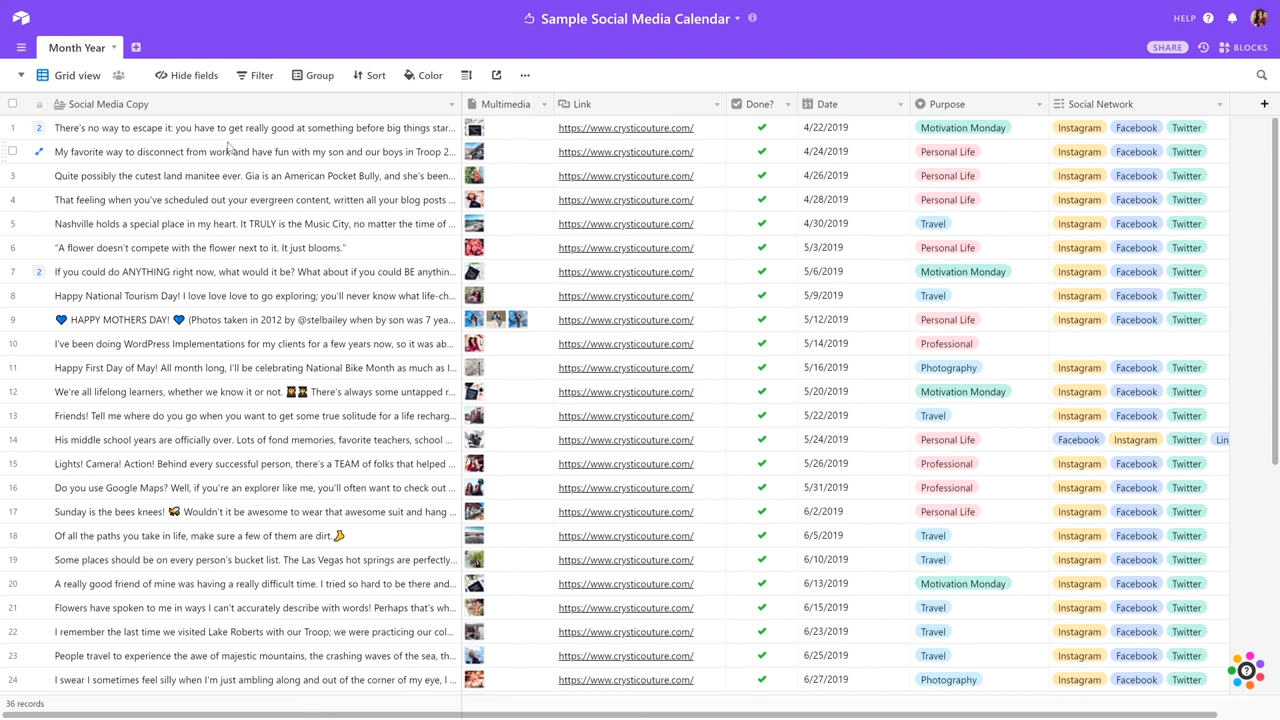 Sample Social Media Calendar
HELP
Month Year
SHARE
BLOCKS
Grid view
Hide fields
Filter
Group
Sort
Color
Social Media Copy Multimedia Link Done? Date Purpose Social Network
1 2 There's no way to escape it: you have to get really good at something before big things star... https://www.crysticouture.com/ 4/22/2019 Motivation Monday Instagram Facebook Twitter
My favorite way to disconnect from work and have fun with my son and our boys in Troop 2... https://www.crysticouture.com/ 4/24/2019 Personal Life Instagram Facebook Twitter
3 Quite possibly the cutest land manatee ever. Gia is an American Pocket Bully, and she's been... https://www.crysticouture.com/ 4/26/2019 Personal Life Instagram Facebook Twitter
4 That feeling when you've scheduled out your evergreen content, written all your blog posts ... https://www.crysticouture.com/ 4/28/2019 Personal Life Instagram Facebook Twitter
5 Nashville holds a special place in my heart. It TRULY is the Music City, no matter the time of ... https://www.crysticouture.com/ 4/30/2019 Travel Instagram Facebook Twitter
6 "A flower doesn't compete with the flower next to it. It just blooms." https://www.crysticouture.com/ 5/3/2019 Personal Life Instagram Facebook Twitter
7 2 If you could do ANYTHING right now, what would it be? What about if you could BE anythin... https://www.crysticouture.com/ 5/6/2019 Motivation Monday Instagram Facebook Twitter
8 Happy National Tourism Day! I love love love to go exploring; you'll never know what life-ch... https://www.crysticouture.com/ 5/9/2019 Travel Instagram Facebook Twitter
9 💙 HAPPY MOTHERS DAY! 💙 (Photos taken in 2012 by @stelbailey when by son was 7 yea... https://www.crysticouture.com/ 5/12/2019 Personal Life Instagram Facebook Twitter
10 I've been doing WordPress Implementations for my clients for a few years now, so it was ab... https://www.crysticouture.com/ 5/14/2019 Professional
11 Happy First Day of May! All month long, I'll be celebrating National Bike Month as much as I... https://www.crysticouture.com/ 5/16/2019 Photography Instagram Facebook Twitter
12 We're all lifelong learners, whether we know it or not. There's always some untapped r... https://www.crysticouture.com/ 5/20/2019 Motivation Monday Instagram Facebook Twitter
13 Friends! Tell me where do you go when you want to get some true solitude for a life recharg... https://www.crysticouture.com/ 5/22/2019 Travel Instagram Facebook Twitter
14 His middle school years are officially over. Lots of fond memories, favorite teachers, school ... https://www.crysticouture.com/ 5/24/2019 Personal Life Facebook Instagram Twitter Lin
15 Lights! Camera! Action! Behind every successful person, there's a TEAM of folks that helped ... https://www.crysticouture.com/ 5/26/2019 Professional Instagram Facebook Twitter
16 Do you use Google Maps? Well, if you're an explorer like me, you'll often want to check out ... https://www.crysticouture.com/ 5/31/2019 Professional Instagram Facebook Twitter
17 Sunday is the bees knees! 🐝 Wouldn't it be awesome to wear that awesome suit and hang ... https://www.crysticouture.com/ 6/2/2019 Personal Life Instagram Facebook Twitter
18 Of all the paths you take in life, make sure a few of them are dirt. https://www.crysticouture.com/ 6/5/2019 Travel Instagram Facebook Twitter
19 Some places should be on every person's bucket list. The Las Vegas hot springs are perfectly... https://www.crysticouture.com/ 6/7/2019 Travel Instagram Facebook Twitter
20 A really good friend of mine was having a really difficult time. I tried so hard to be there and... https://www.crysticouture.com/ 6/13/2019 Motivation Monday Instagram Facebook Twitter
21 Flowers have spoken to me in ways I can't accurately describe with words! Perhaps that's wh... https://www.crysticouture.com/ 6/15/2019 Travel Instagram Facebook Twitter
22 I remember the last time we visited Lake Roberts with our Troop; we were practicing our col... https://www.crysticouture.com/ 6/23/2019 Travel Instagram Facebook Twitter
23 People travel to experience the awe of majestic mountains, the crashing waves of the sea, th... https://www.crysticouture.com/ 6/25/2019 Travel Instagram Facebook Twitter
24 I swear I sometimes feel silly when I'm just ambling along and out of the corner of my eye, I ... https://www.crysticouture.com/ 6/27/2019 Photography Instagram Facebook Twitter
36 records